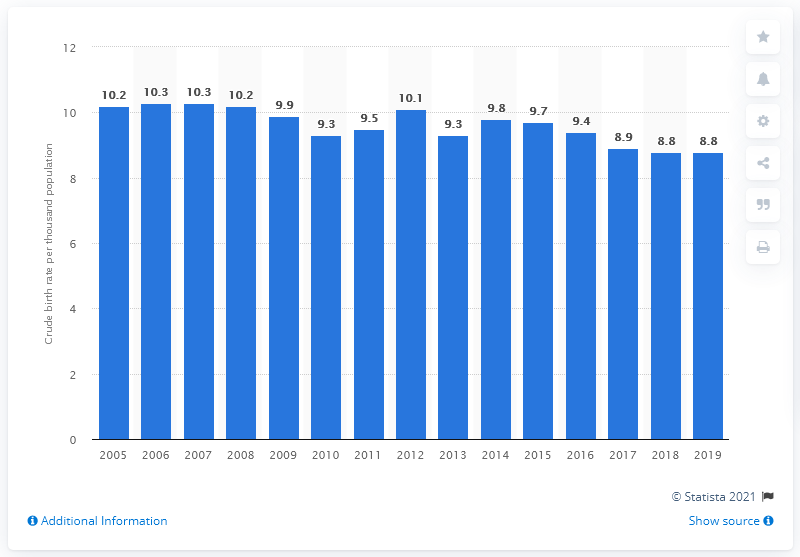 12
10
8
6
4
2
0
Crude birth rate per thousand population
10.2 10.3 10.3 10.2 9.9 9.3 9.5 10.1 9.3 9.8 9.7 9.4 8.9 8.8 8.8
2005 2006 2007 2008 2009 2010 2011 2012 2013 2014 2015 2016 2017 2018 2019
© Statista 2021
Additional Information
Show source